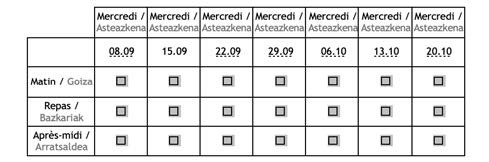 Mercredi / Mercredi / Mercredi / Mercredi / Mercredi / Mercredi / Mercredi /
Asteazkena Asteazkena Asteazkena Asteazkena Asteazkena Asteazkena Asteazkena
08.09 15.09 22.09 29.09 06.10 13.10 20.10
Matin / Goiza
Repas /
Bazkariak
Après-midi /
Arratsaldea